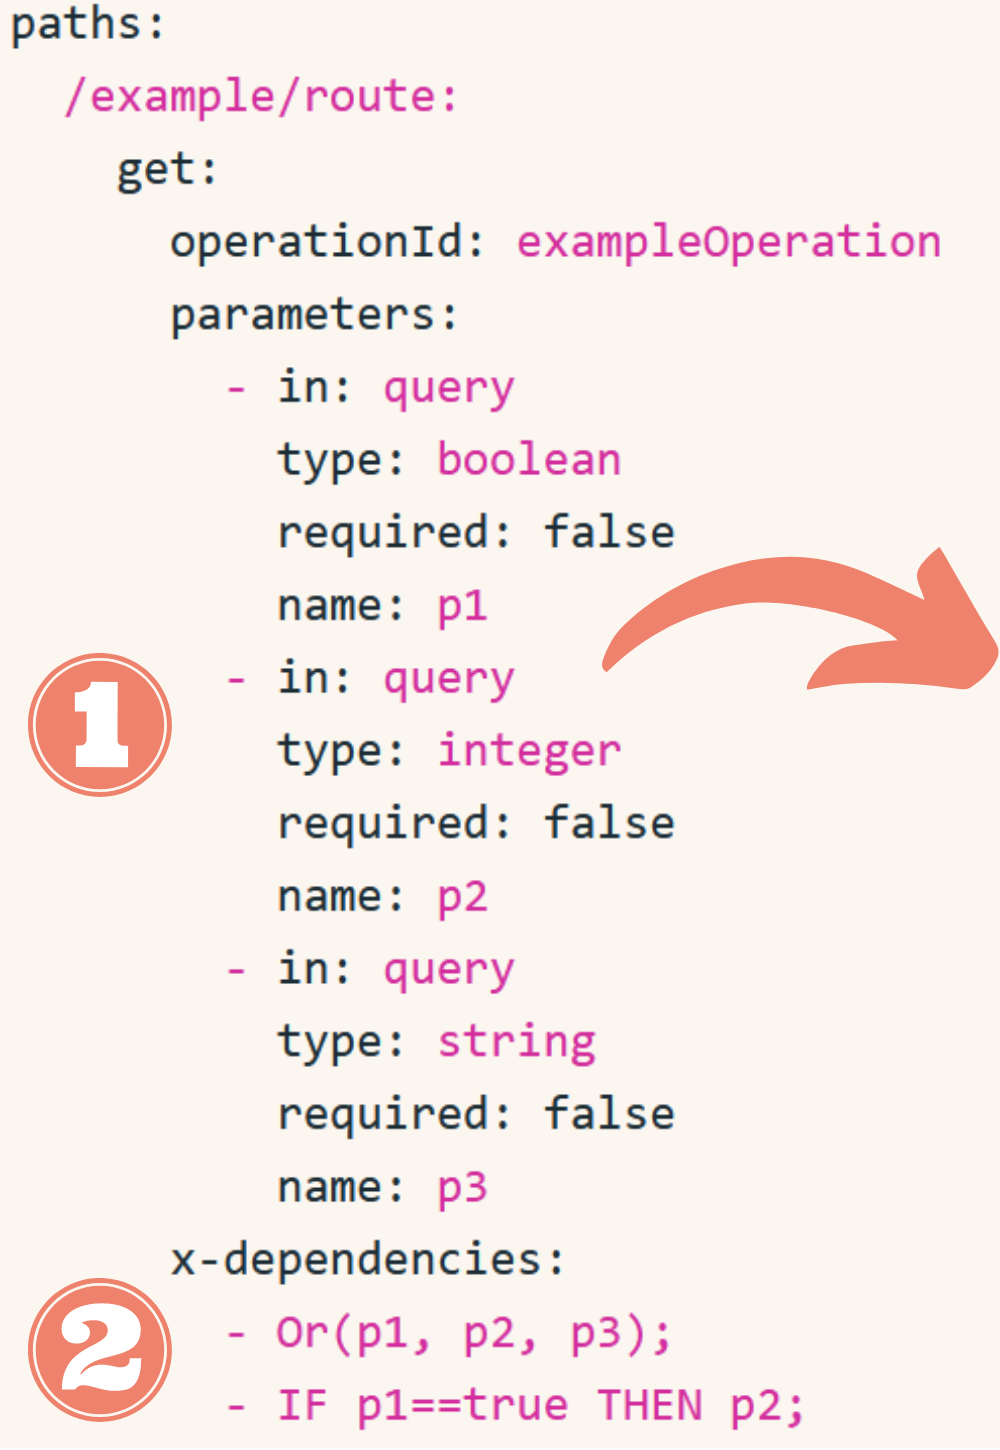 paths:
/example/route:
get:
operationId: exampleOperation
parameters:
- in: query
type: boolean
required: false
name: p1
- in: query
type: integer
required: false
name: p2
- in: query
type: string
required: false
name: p3
x-dependencies:
- Or(p1, p2, p3);
- IF p1==true THEN p2;
1
2